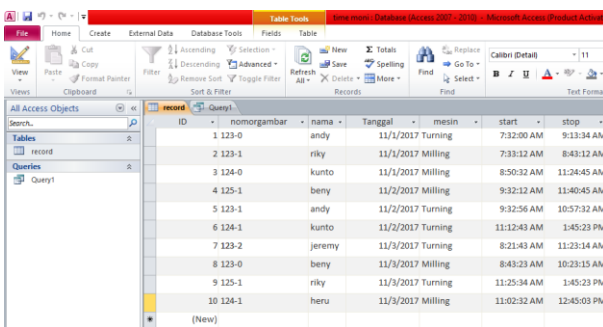 Table Tools time moni : Database (Access 2007 - 2010) - Microsoft Access (Product Activat
File Home Create External Data Database Tools Fields Table
View
Views
Paste
Cut
Copy
Format Painter
Clipboard
Filter
Ascending
Descending
Remove Sort
Selection
Advanced
Toggle Filter
Sort & Filter
Refresh All
New
Save
Delete
Totals
Spelling
More
Records
Find
Replace
Go To
Select
Find
Calibri (Detail) 11
B I U A
Text Forma
All Access Objects
Search...
Tables
record
Queries
Query1
record Query1
ID nomorgambar nama Tanggal mesin start stop
1 123-0 andy 11/1/2017 Turning 7:32:00 AM 9:13:34 AM
2 123-1 riky 11/1/2017 Milling 7:33:12 AM 8:43:12 AM
3 124-0 kunto 11/1/2017 Milling 8:50:32 AM 11:24:45 AM
4 125-1 beny 11/2/2017 Milling 9:32:12 AM 11:40:45 AM
5 123-1 andy 11/2/2017 Turning 9:32:56 AM 10:57:32 AM
6 124-1 kunto 11/2/2017 Turning 11:12:43 AM 1:45:23 PM
7 123-2 jeremy 11/3/2017 Turning 8:21:43 AM 11:23:14 AM
8 123-0 beny 11/3/2017 Milling 8:43:23 AM 10:23:15 AM
9 125-1 riky 11/3/2017 Turning 11:25:34 AM 1:45:23 PM
10 124-1 heru 11/3/2017 Milling 11:02:32 AM 12:45:03 PM
(New)